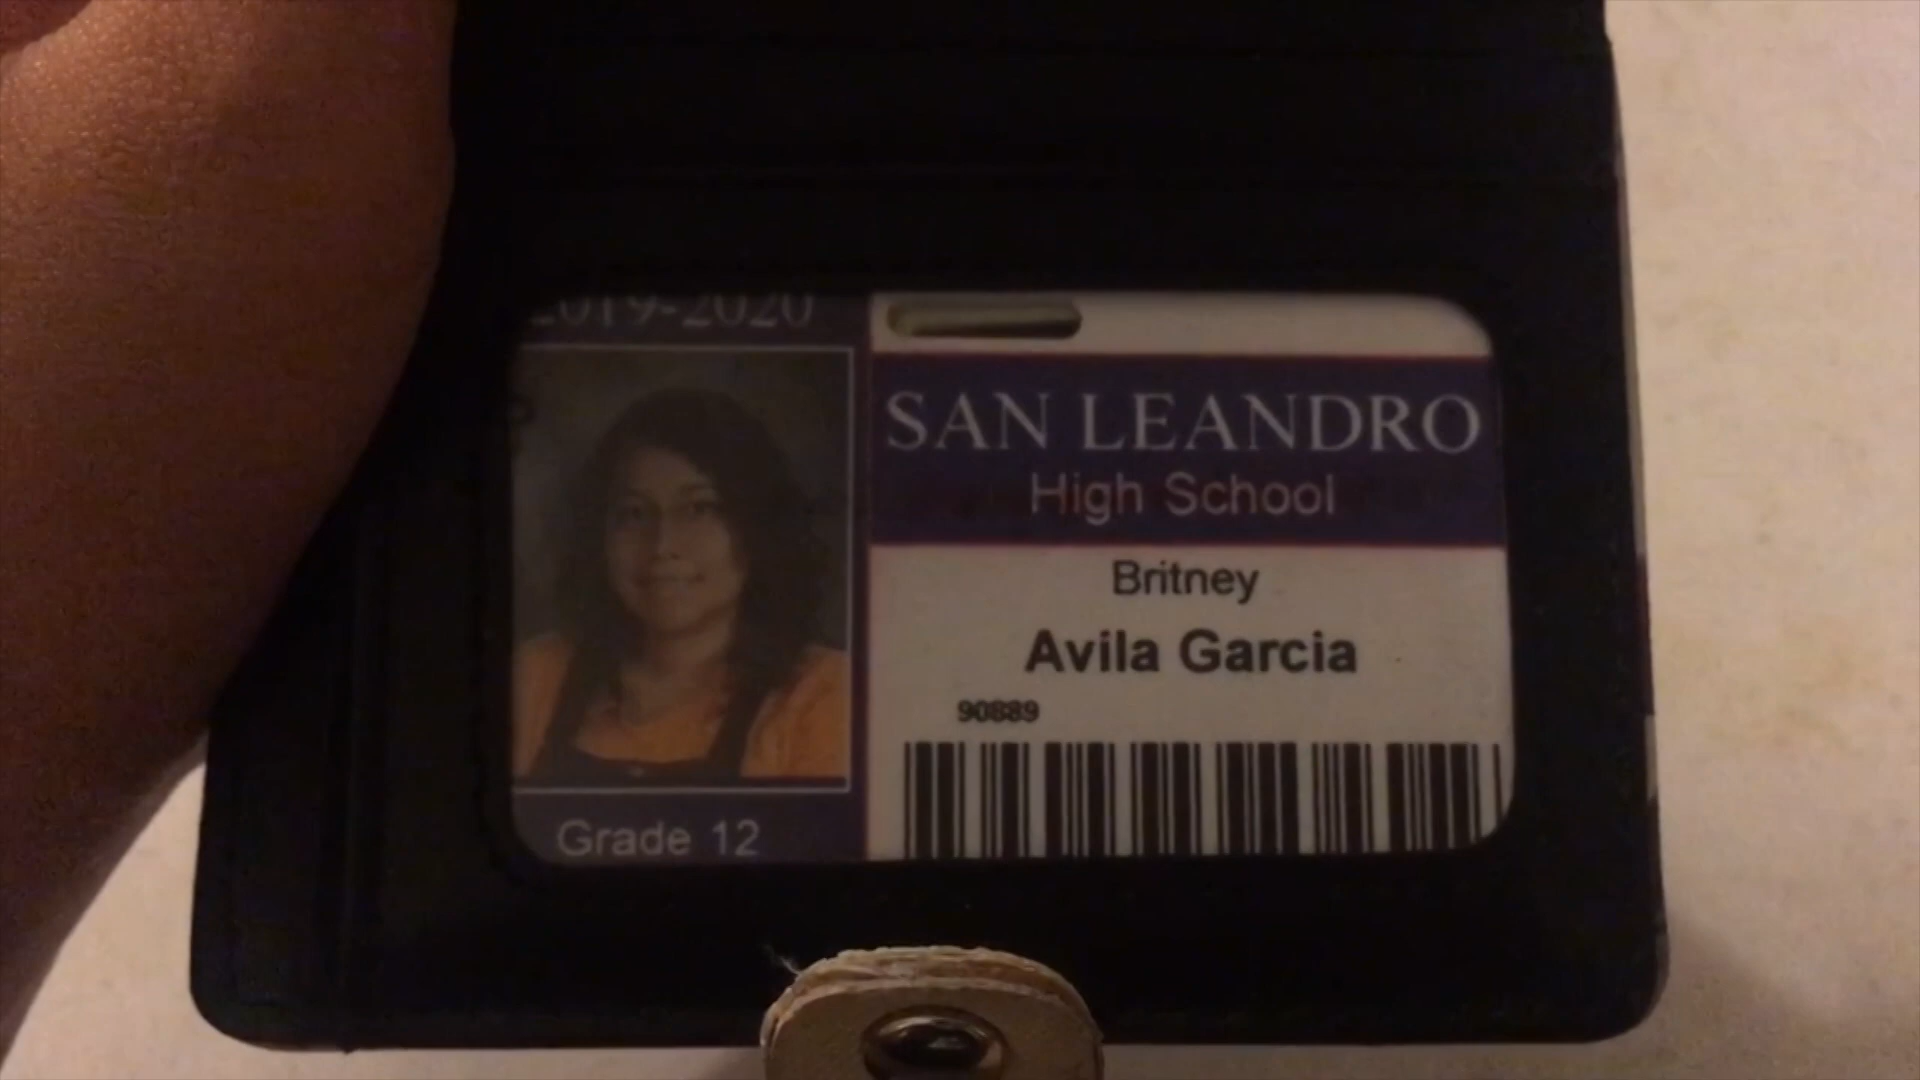 2019-2020
SAN LEANDRO
High School
Britney
Avila Garcia
90889
Grade 12